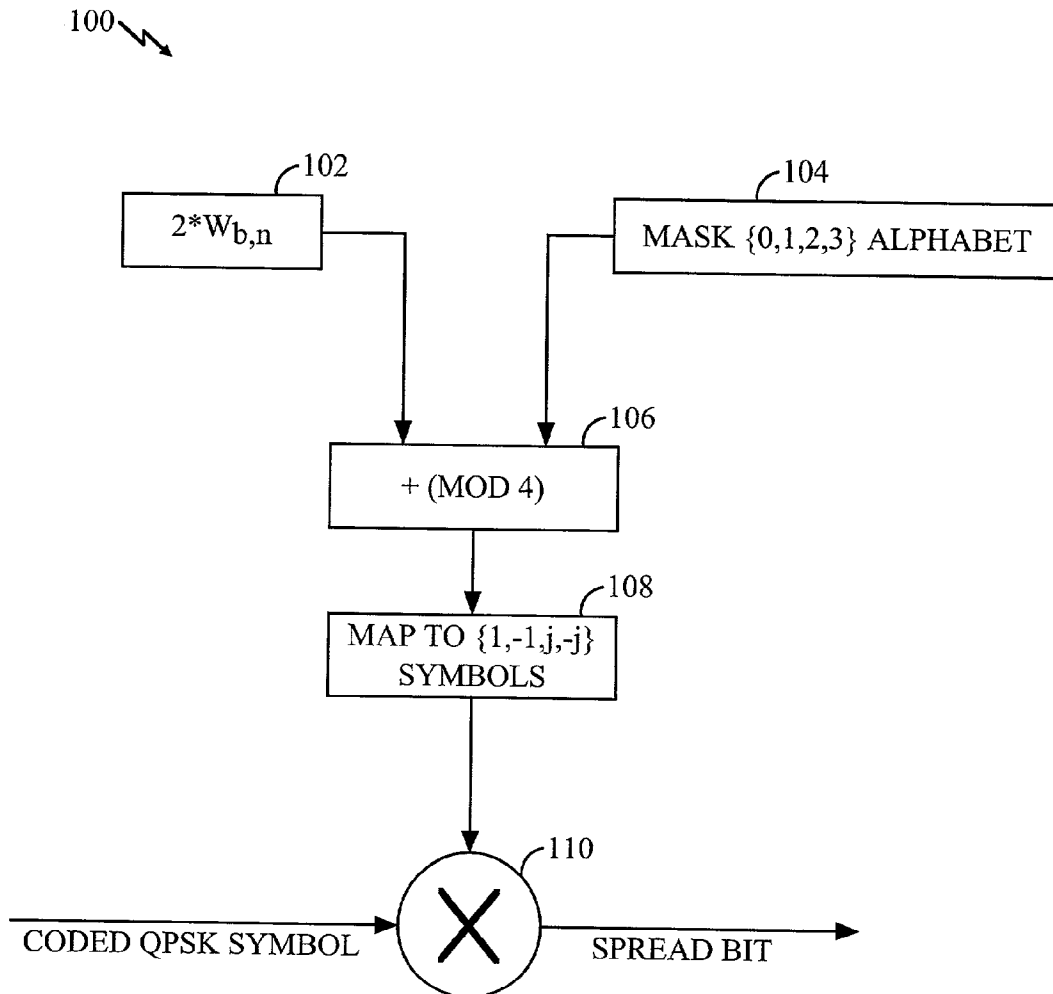 100
102
104
2*Wb,n
MASK {0,1,2,3} ALPHABET
106
+ (MOD 4)
108
MAP TO {1,-1,j,-j}
SYMBOLS
110
CODED QPSK SYMBOL
SPREAD BIT